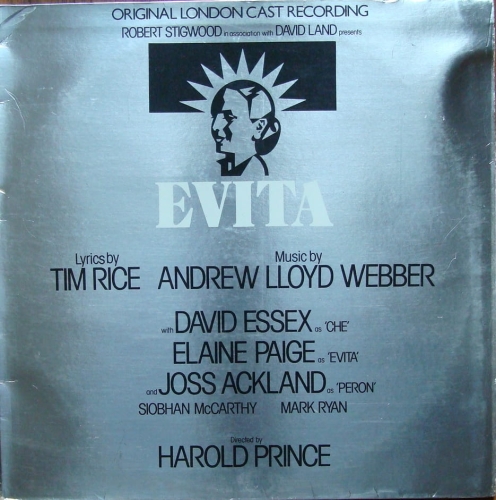 ORIGINAL LONDON CAST RECORDING
ROBERT STIGWOOD in association with DAVID LAND presents
EVITA
Lyrics by
TIM RICE
Music by
ANDREW LLOYD WEBBER
with DAVID ESSEX as 'CHE'
ELAINE PAIGE as 'EVITA'
and JOSS ACKLAND as 'PERON'
SIOBHAN McCARTHY MARK RYAN
Directed by
HAROLD PRINCE